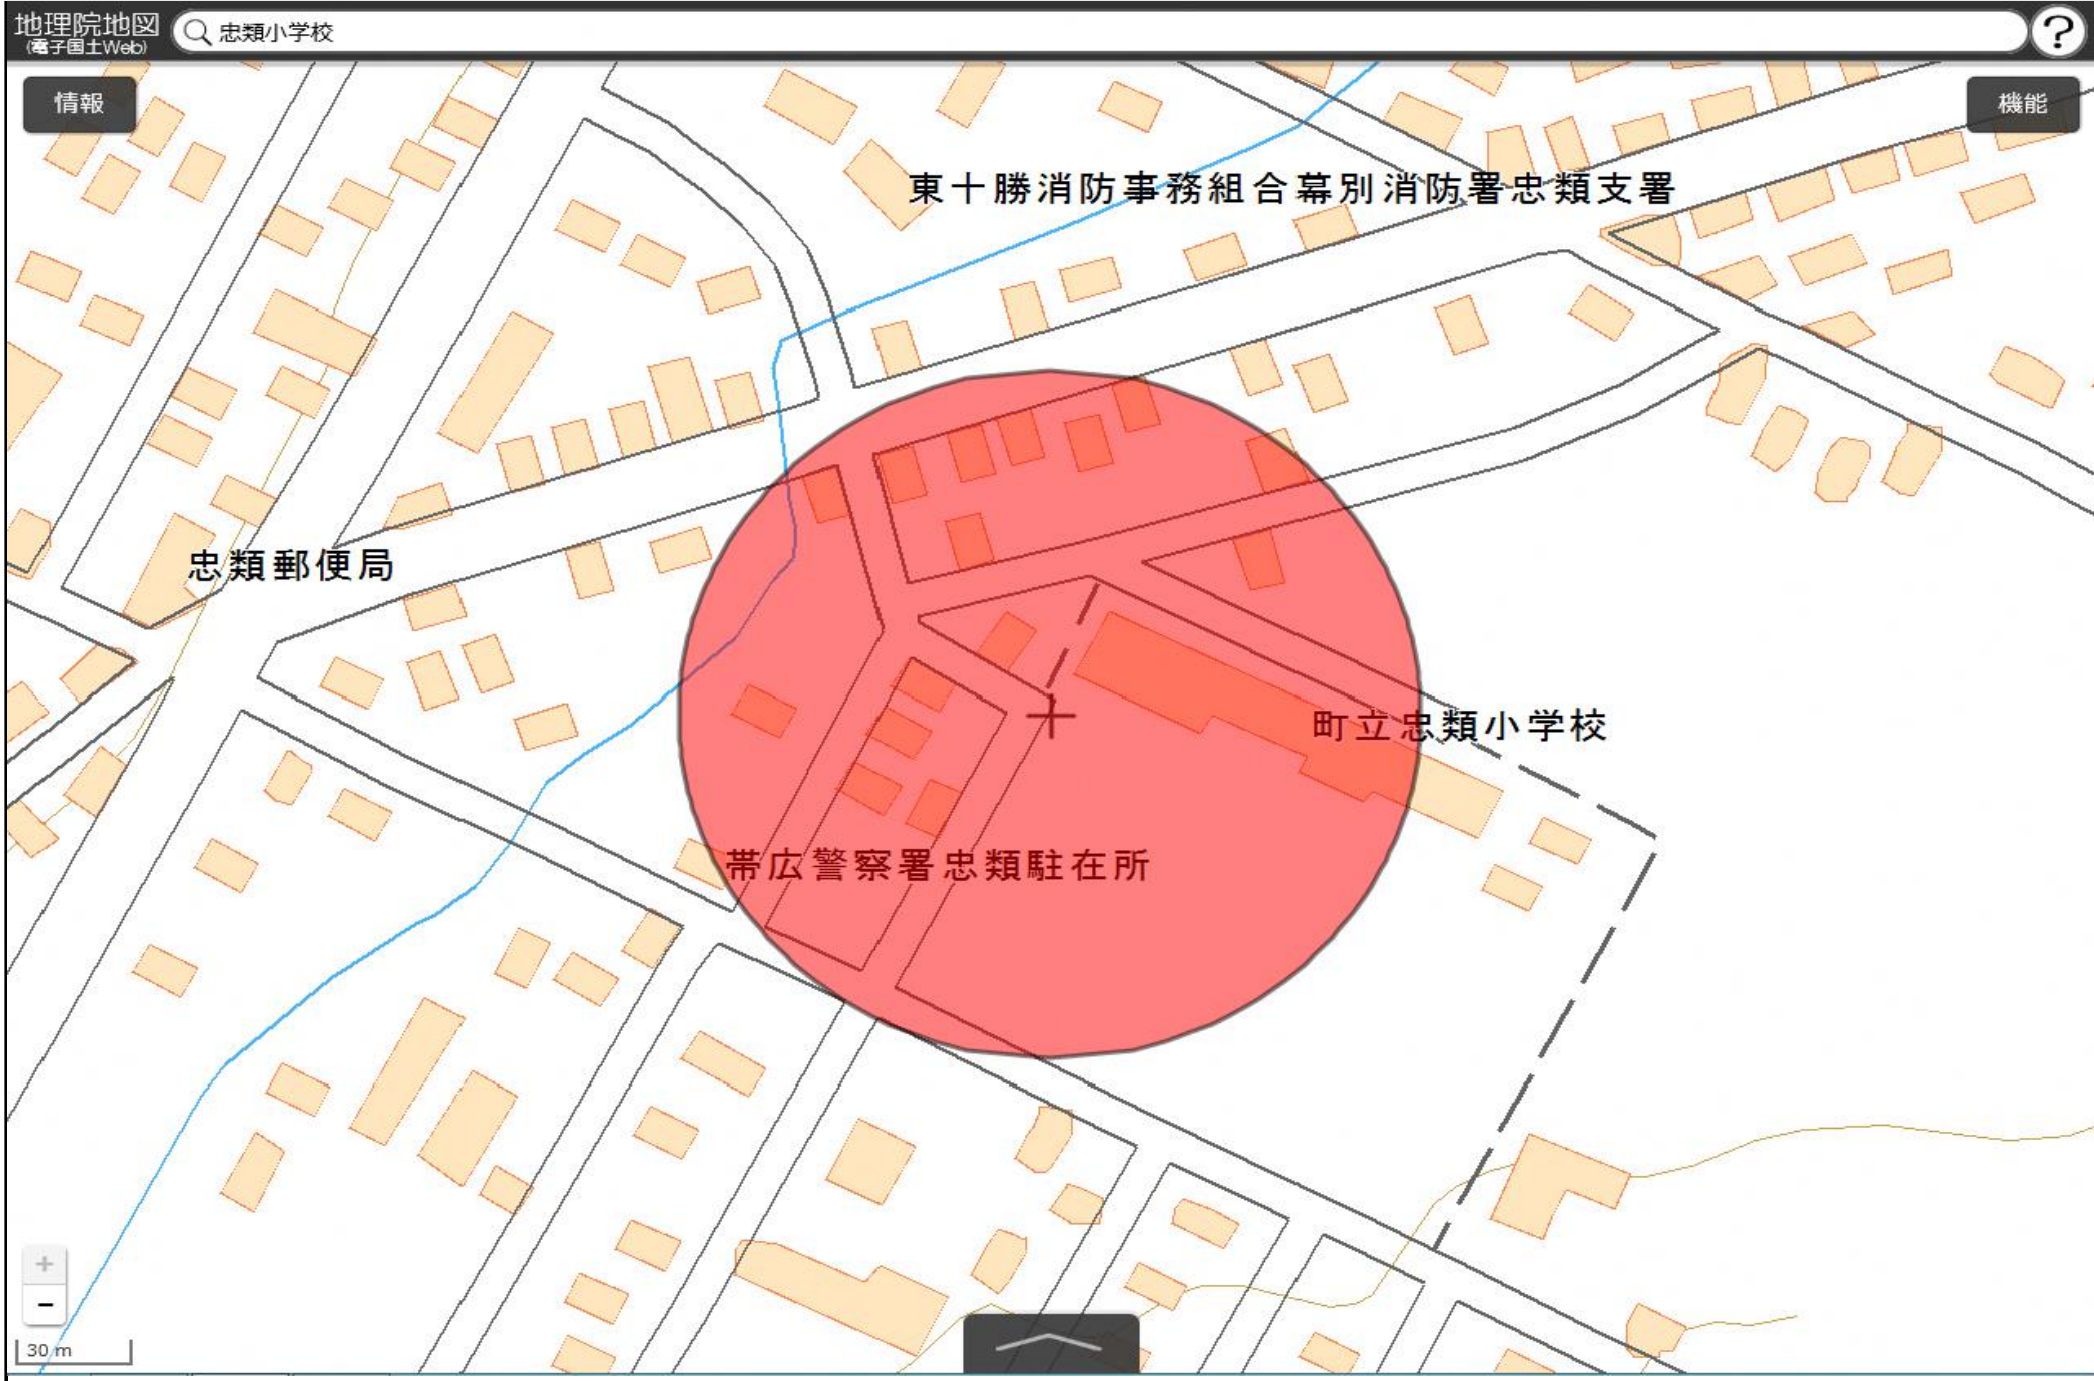 地理院地図
(電子国土Web)
忠類小学校
?
情報
機能
東十勝消防事務組合幕別消防署忠類支署
忠類郵便局
町立忠類小学校
帯広警察署忠類駐在所
+
−
30 m